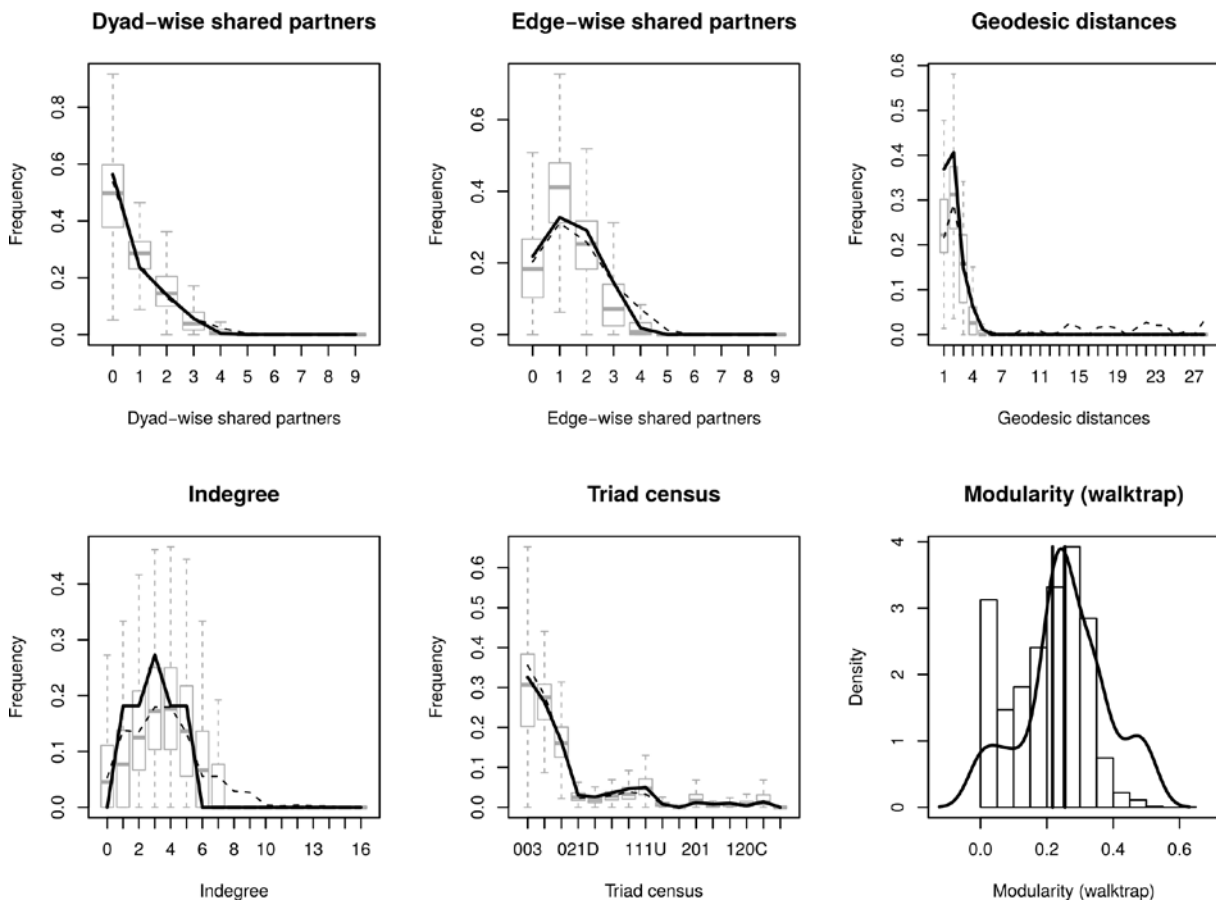 Dyad−wise shared partners
Edge−wise shared partners
Geodesic distances
Frequency
0.0 0.2 0.4 0.6 0.8
0 1 2 3 4 5 6 7 9
Dyad−wise shared partners
Frequency
0.0 0.2 0.4 0.6
0 1 2 3 4 5 6 7 9
Edge−wise shared partners
Frequency
0.0 0.1 0.2 0.3 0.4 0.5 0.6
1 4 7 11 15 19 23 27
Geodesic distances
Indegree
Triad census
Modularity (walktrap)
Frequency
0.0 0.1 0.2 0.3 0.4
0 2 4 6 8 10 13 16
Indegree
Frequency
0.0 0.1 0.2 0.3 0.4 0.5 0.6
003 021D 111U 201 120C
Triad census
Density
0 1 2 3 4
0.0 0.2 0.4 0.6
Modularity (walktrap)